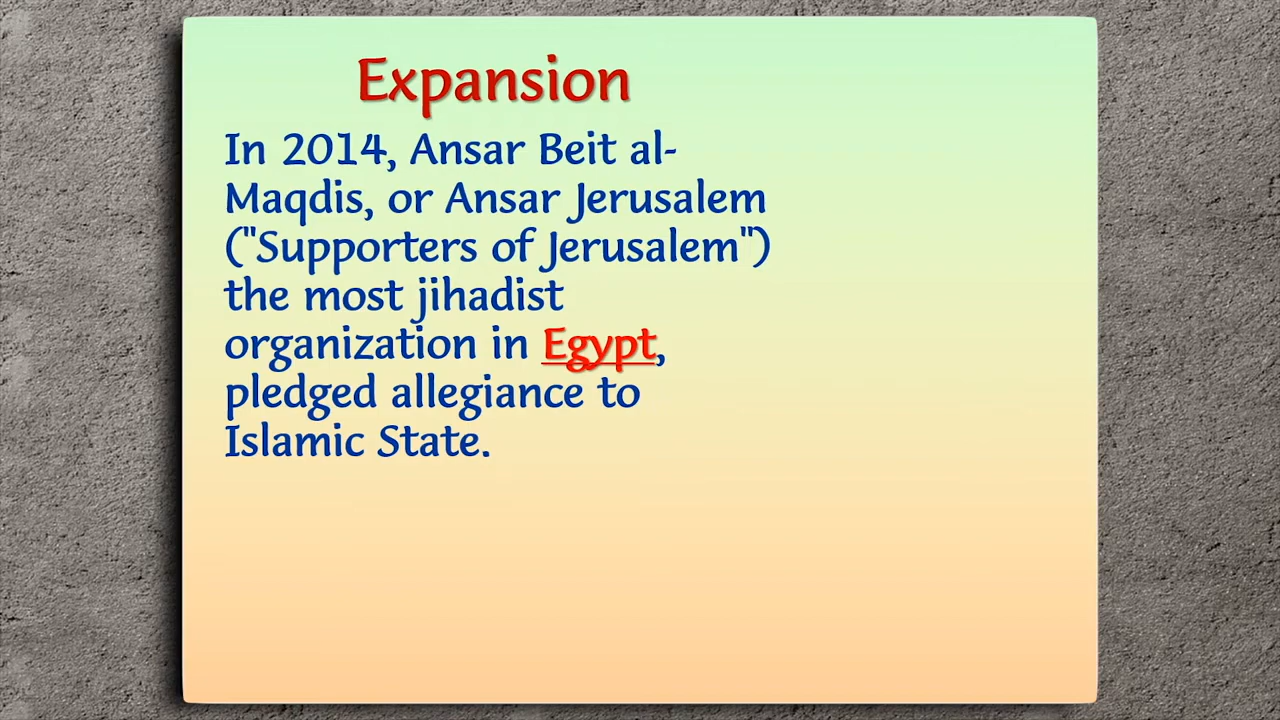 Expansion
In 2014, Ansar Beit al-
Maqdis, or Ansar Jerusalem
("Supporters of Jerusalem")
the most jihadist
organization in Egypt,
pledged allegiance to
Islamic State.